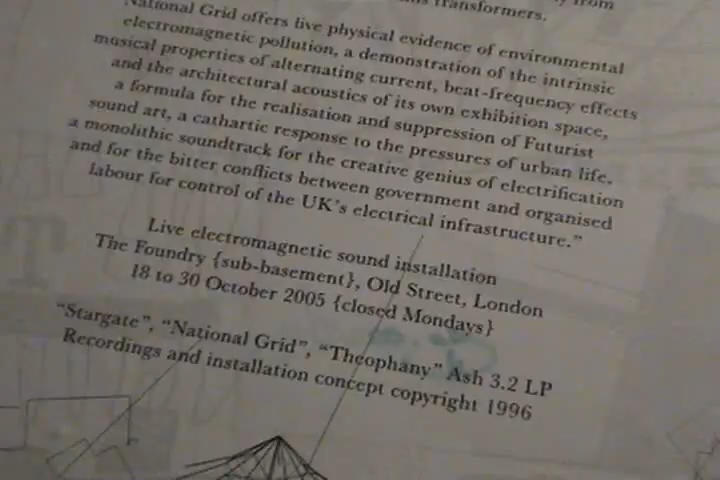 transformers.
from
National Grid offers live physical evidence of environmental
electromagnetic pollution, a demonstration of the intrinsic
musical properties of alternating current, beat-frequency effects
and the architectural acoustics of its own exhibition space,
a formula for the realisation and suppression of Futurist
sound art, a cathartic response to the pressures of urban life,
a monolithic soundtrack for the creative genius of electrification
and for the bitter conflicts between government and organised
labour for control of the UK's electrical infrastructure.”
Live electromagnetic sound installation
The Foundry {sub-basement}, Old Street, London
18 to 30 October 2005 {closed Mondays}
“Stargate”, “National Grid”, “Theophany” Ash 3.2 LP
Recordings and installation concept copyright 1996